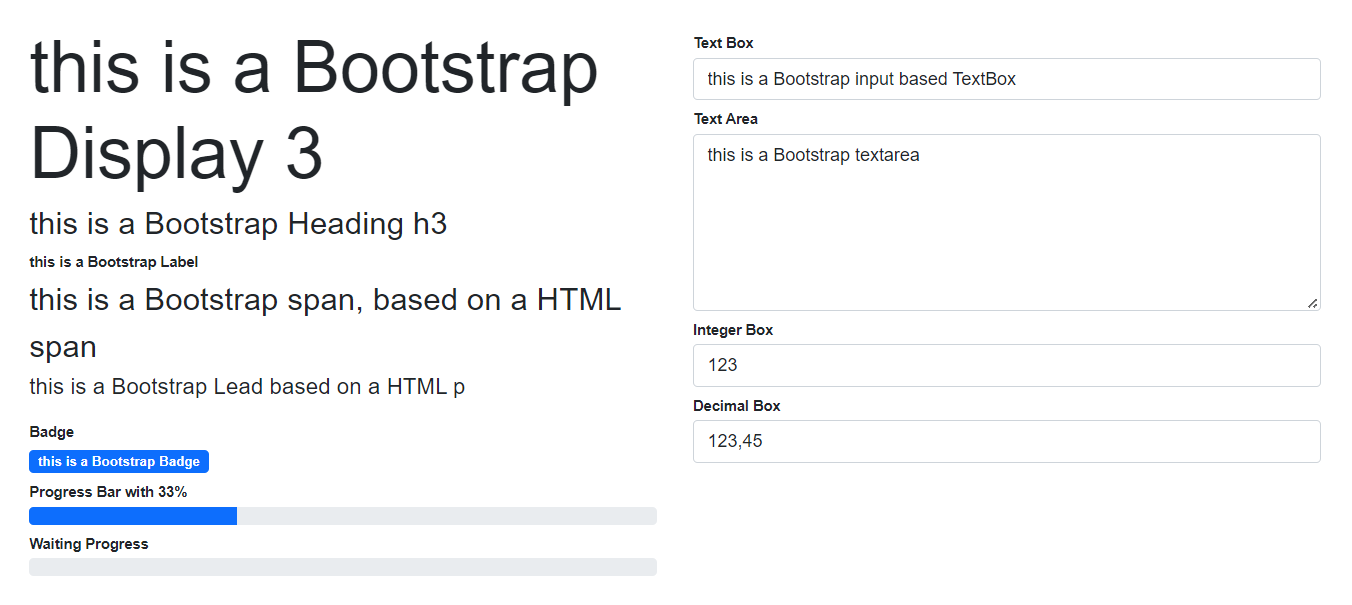 this is a Bootstrap
Display 3
this is a Bootstrap Heading h3
this is a Bootstrap Label
this is a Bootstrap span, based on a HTML
span
this is a Bootstrap Lead based on a HTML p
Badge
this is a Bootstrap Badge
Progress Bar with 33%
Waiting Progress
Text Box
this is a Bootstrap input based TextBox
Text Area
this is a Bootstrap textarea
Integer Box
123
Decimal Box
123,45